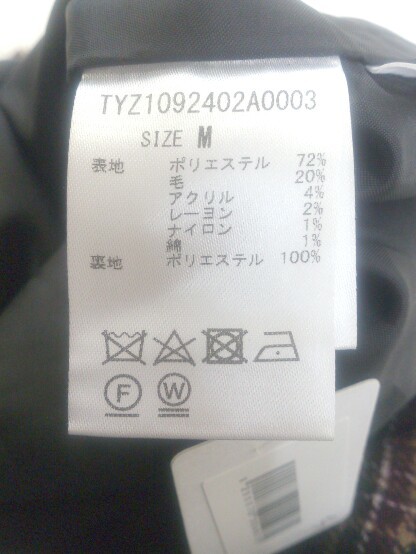 TYZ1092402A0003
SIZE M
表地 ポリエステル 72%
毛 20%
アクリル 4%
レーヨン 2%
ナイロン 1%
綿 1%
裏地 ポリエステル 100%
F W